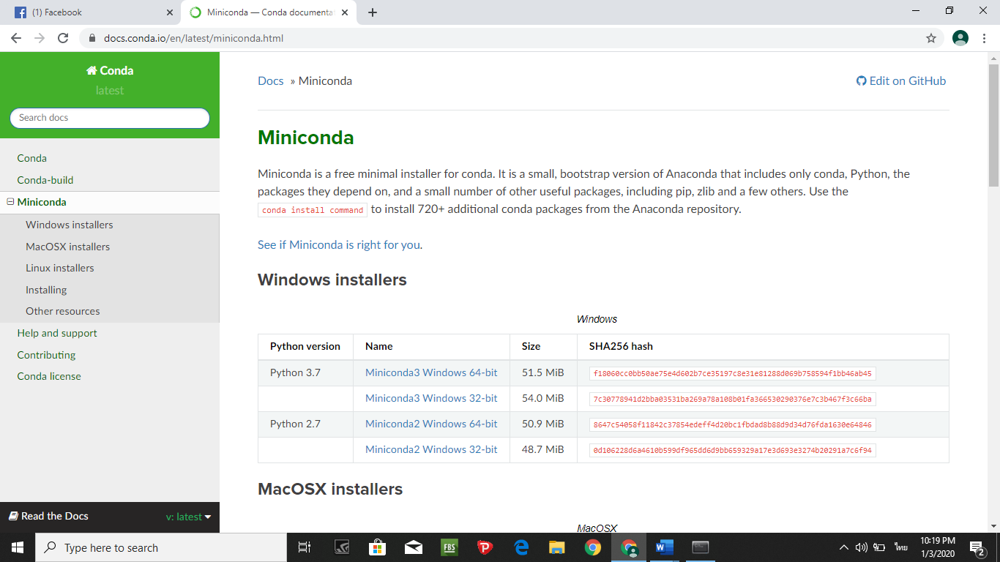 (1) Facebook
Miniconda — Conda documentat
docs.conda.io/en/latest/miniconda.html
Conda
latest
Search docs
Conda
Conda-build
Miniconda
Windows installers
MacOSX installers
Linux installers
Installing
Other resources
Help and support
Contributing
Conda license
Read the Docs
v: latest
Docs » Miniconda
Edit on GitHub
Miniconda
Miniconda is a free minimal installer for conda. It is a small, bootstrap version of Anaconda that includes only conda, Python, the
packages they depend on, and a small number of other useful packages, including pip, zlib and a few others. Use the
conda install command to install 720+ additional conda packages from the Anaconda repository.
See if Miniconda is right for you.
Windows installers
Windows
Python version Name Size SHA256 hash
Python 3.7 Miniconda3 Windows 64-bit 51.5 MiB f18060cc0bb50ae75e4d602b7ce35197c8e31e81288d069b758594f1bb46ab45
Miniconda3 Windows 32-bit 54.0 MiB 7c30778941d2bba03531ba269a78a108b01fa366530290376e7c3b467f3c66ba
Python 2.7 Miniconda2 Windows 64-bit 50.9 MiB 8647c54058f11842c37854edeff4d20bc1fbdad8b88d9d34d76fda1630e64846
Miniconda2 Windows 32-bit 48.7 MiB 0d106228d6a4610b599df965dd6d9bb659329a17e3d693e3274b20291a7c6f94
MacOSX installers
MacOSX
Type here to search
FBS
ไทย
10:19 PM
1/3/2020
2